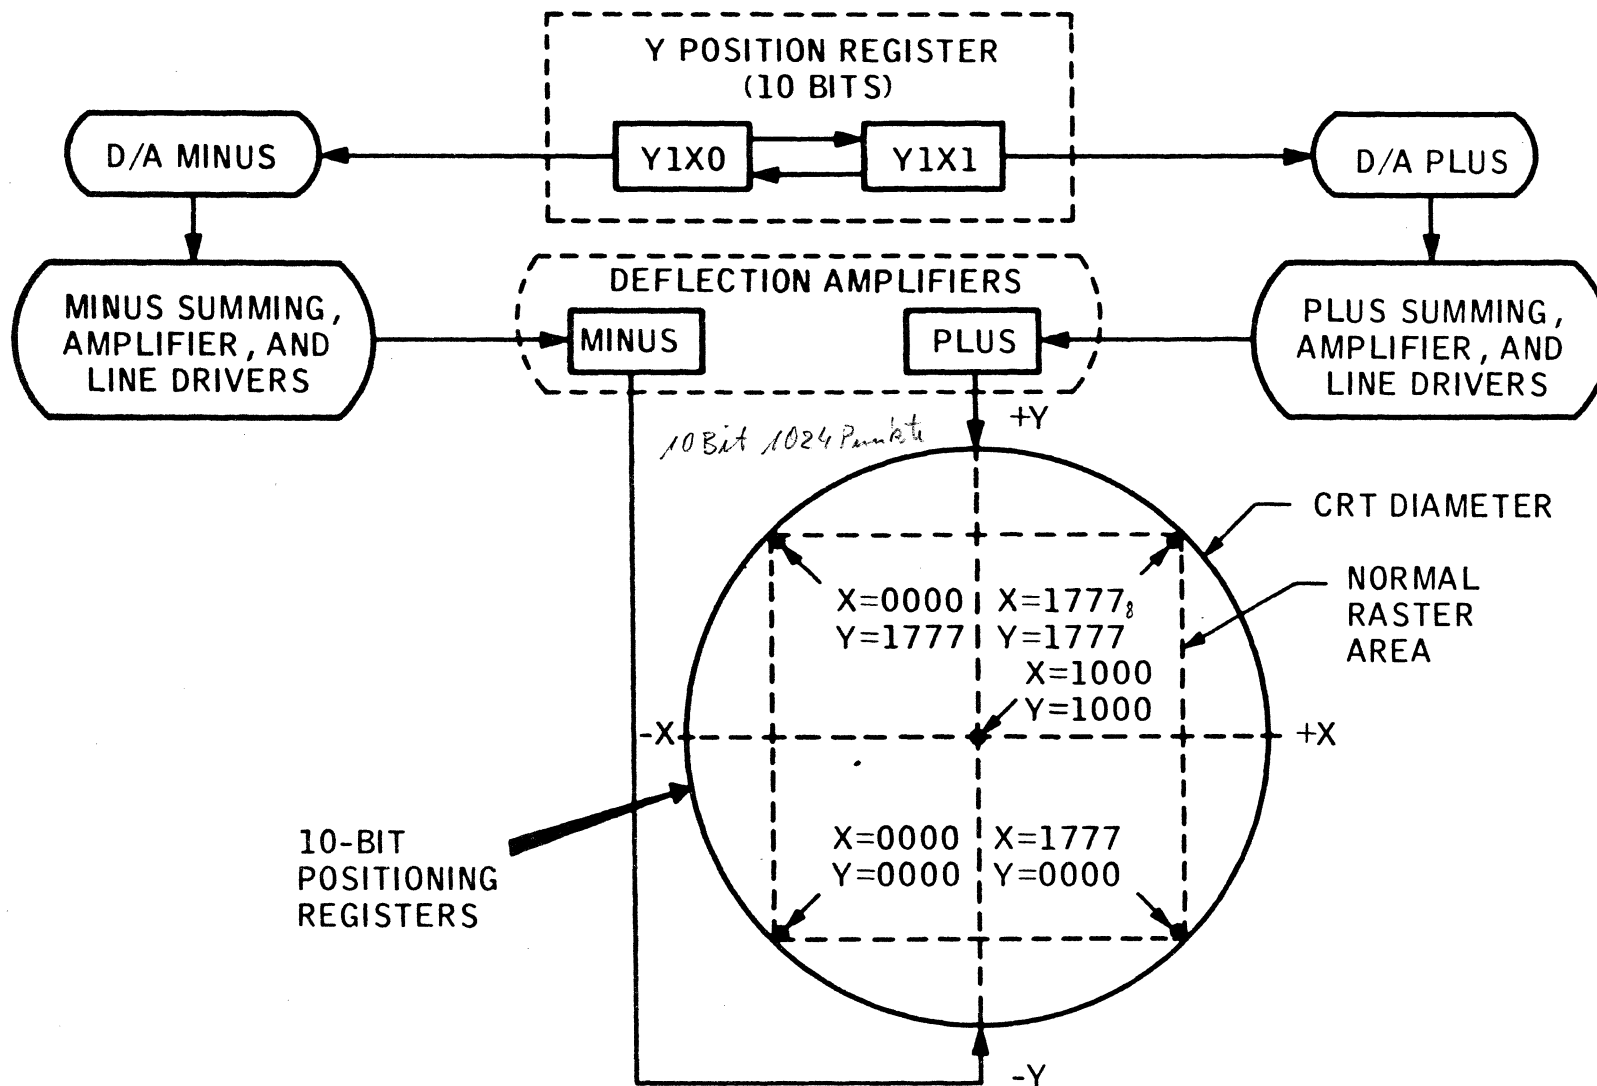 Y POSITION REGISTER
(10 BITS)
D/A MINUS
Y1X0
Y1X1
D/A PLUS
DEFLECTION AMPLIFIERS
MINUS SUMMING,
AMPLIFIER, AND
LINE DRIVERS
MINUS
PLUS
PLUS SUMMING,
AMPLIFIER, AND
LINE DRIVERS
+Y
10 Bit 1024 Punkte
CRT DIAMETER
NORMAL
RASTER
AREA
X=0000
Y=1777
X=1777₈
Y=1777
X=1000
Y=1000
-X
+X
10-BIT
POSITIONING
REGISTERS
X=0000
Y=0000
X=1777
Y=0000
-Y